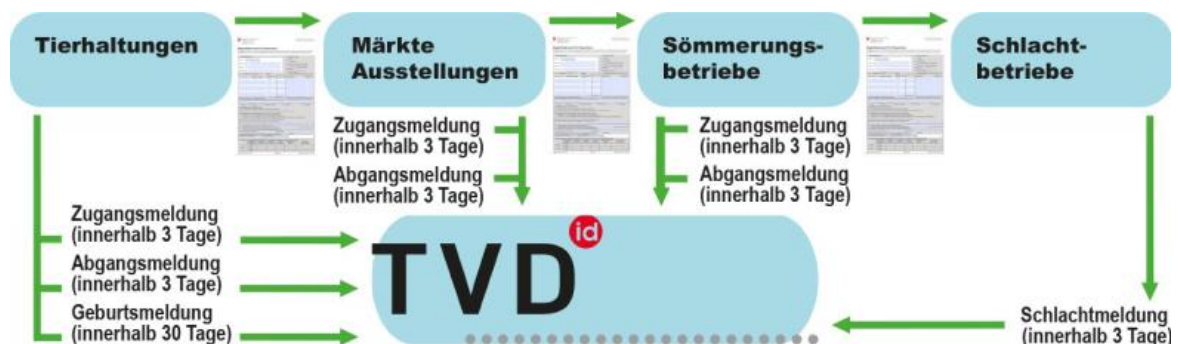 Tierhaltungen
Märkte
Ausstellungen
Sömmerungs-
betriebe
Schlacht-
betriebe
Zugangsmeldung
(innerhalb 3 Tage)
Abgangsmeldung
(innerhalb 3 Tage)
Zugangsmeldung
(innerhalb 3 Tage)
Abgangsmeldung
(innerhalb 3 Tage)
Zugangsmeldung
(innerhalb 3 Tage)
Abgangsmeldung
(innerhalb 3 Tage)
Geburtsmeldung
(innerhalb 30 Tage)
TVD id
Schlachtmeldung
(innerhalb 3 Tage)